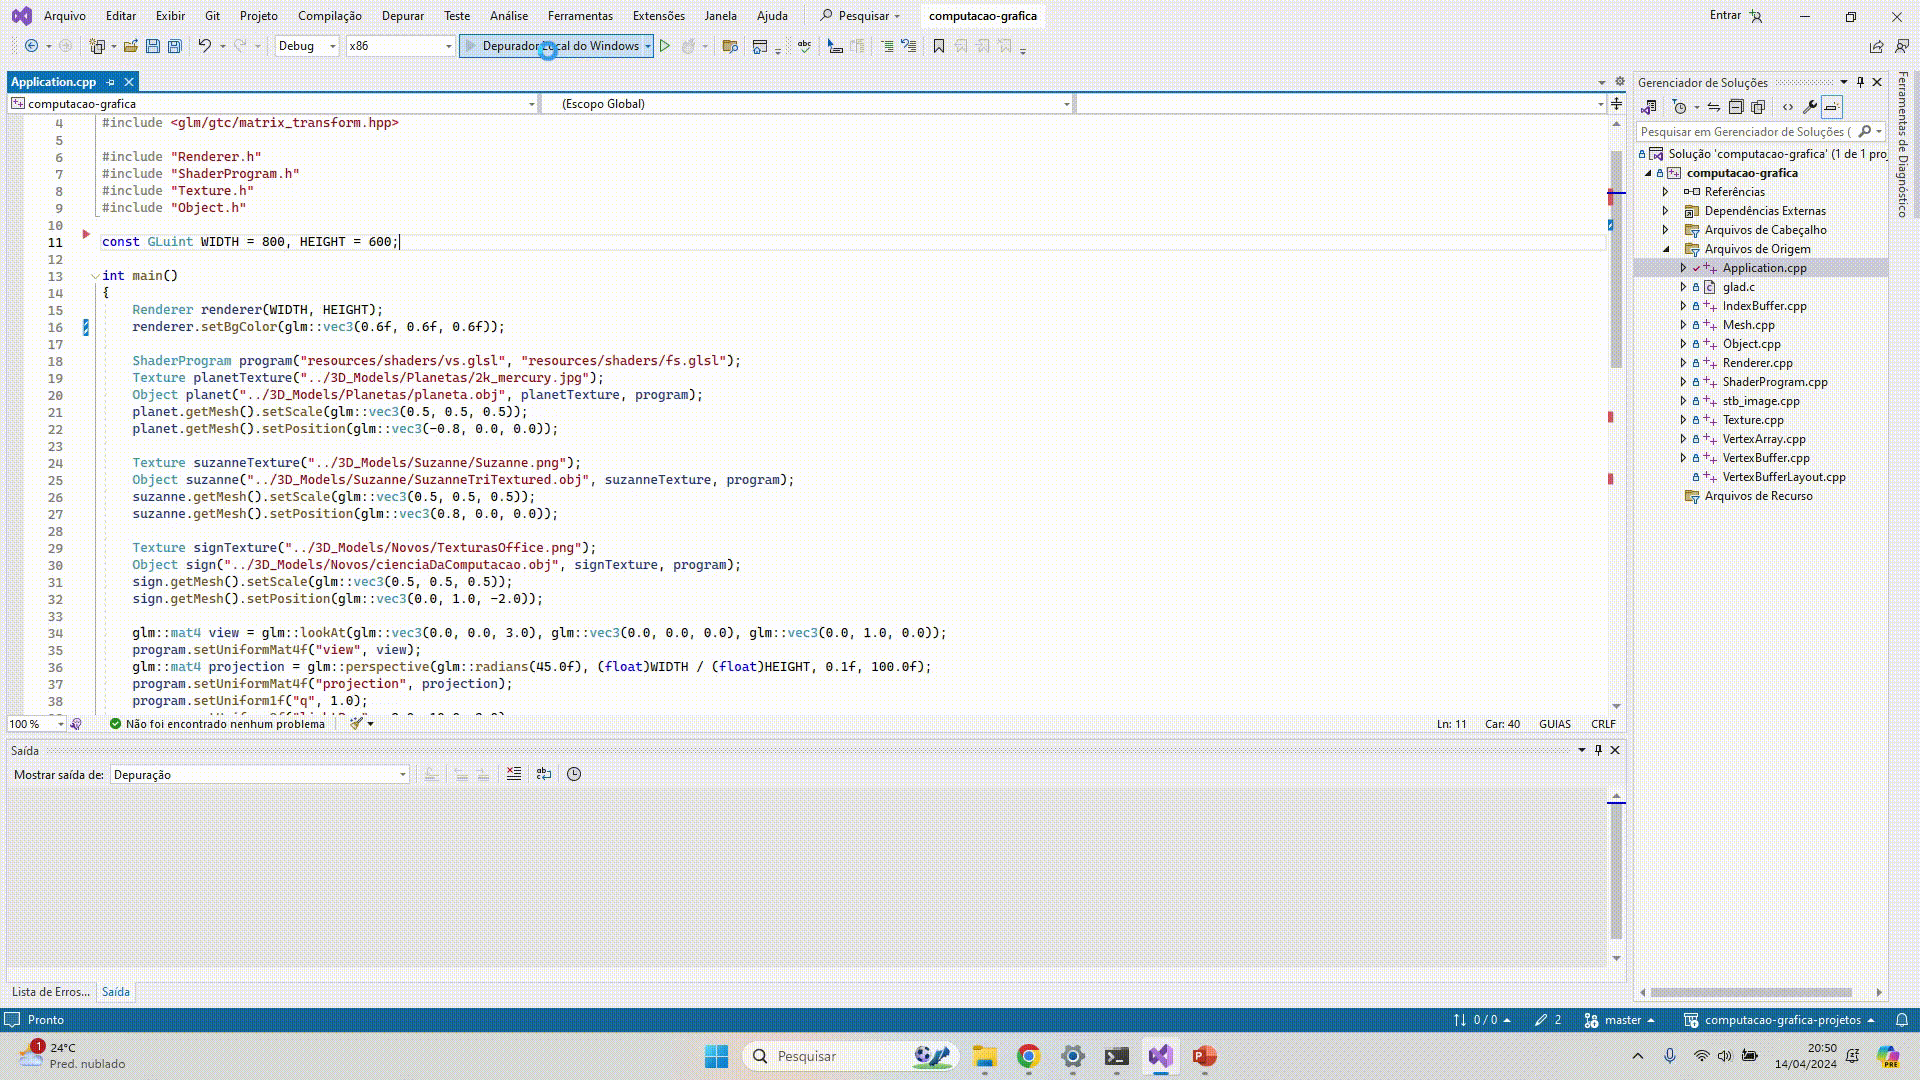 Arquivo Editar Exibir Git Projeto Compilação Depurar Teste Análise Ferramentas Extensões Janela Ajuda Pesquisar computacao-grafica Entrar
Debug x86 Depurador Local do Windows
Application.cpp
computacao-grafica (Escopo Global)
4 #include <glm/gtc/matrix_transform.hpp>
5
6 #include "Renderer.h"
7 #include "ShaderProgram.h"
8 #include "Texture.h"
9 #include "Object.h"
10
11 const GLuint WIDTH = 800, HEIGHT = 600;
12
13 int main()
14 {
15 Renderer renderer(WIDTH, HEIGHT);
16 renderer.setBgColor(glm::vec3(0.6f, 0.6f, 0.6f));
17
18 ShaderProgram program("resources/shaders/vs.glsl", "resources/shaders/fs.glsl");
19 Texture planetTexture("../3D_Models/Planetas/2k_mercury.jpg");
20 Object planet("../3D_Models/Planetas/planeta.obj", planetTexture, program);
21 planet.getMesh().setScale(glm::vec3(0.5, 0.5, 0.5));
22 planet.getMesh().setPosition(glm::vec3(-0.8, 0.0, 0.0));
23
24 Texture suzanneTexture("../3D_Models/Suzanne/Suzanne.png");
25 Object suzanne("../3D_Models/Suzanne/SuzanneTriTextured.obj", suzanneTexture, program);
26 suzanne.getMesh().setScale(glm::vec3(0.5, 0.5, 0.5));
27 suzanne.getMesh().setPosition(glm::vec3(0.8, 0.0, 0.0));
28
29 Texture signTexture("../3D_Models/Novos/TexturasOffice.png");
30 Object sign("../3D_Models/Novos/cienciaDaComputacao.obj", signTexture, program);
31 sign.getMesh().setScale(glm::vec3(0.5, 0.5, 0.5));
32 sign.getMesh().setPosition(glm::vec3(0.0, 1.0, -2.0));
33
34 glm::mat4 view = glm::lookAt(glm::vec3(0.0, 0.0, 3.0), glm::vec3(0.0, 0.0, 0.0), glm::vec3(0.0, 1.0, 0.0));
35 program.setUniformMat4f("view", view);
36 glm::mat4 projection = glm::perspective(glm::radians(45.0f), (float)WIDTH / (float)HEIGHT, 0.1f, 100.0f);
37 program.setUniformMat4f("projection", projection);
38 program.setUniform1f("q", 1.0);
100 % Não foi encontrado nenhum problema Ln: 11 Car: 40 GUIAS CRLF
Saída
Mostrar saída de: Depuração
Lista de Erros... Saída
Gerenciador de Soluções
Pesquisar em Gerenciador de Soluções (
Solução 'computacao-grafica' (1 de 1 proj
computacao-grafica
Referências
Dependências Externas
Arquivos de Cabeçalho
Arquivos de Origem
Application.cpp
glad.c
IndexBuffer.cpp
Mesh.cpp
Object.cpp
Renderer.cpp
ShaderProgram.cpp
stb_image.cpp
Texture.cpp
VertexArray.cpp
VertexBuffer.cpp
VertexBufferLayout.cpp
Arquivos de Recurso
Ferramentas de Diagnóstico
Pronto 0 / 0 2 master computacao-grafica-projetos
1 24°C
Pred. nublado
Pesquisar
20:50
14/04/2024
PRE